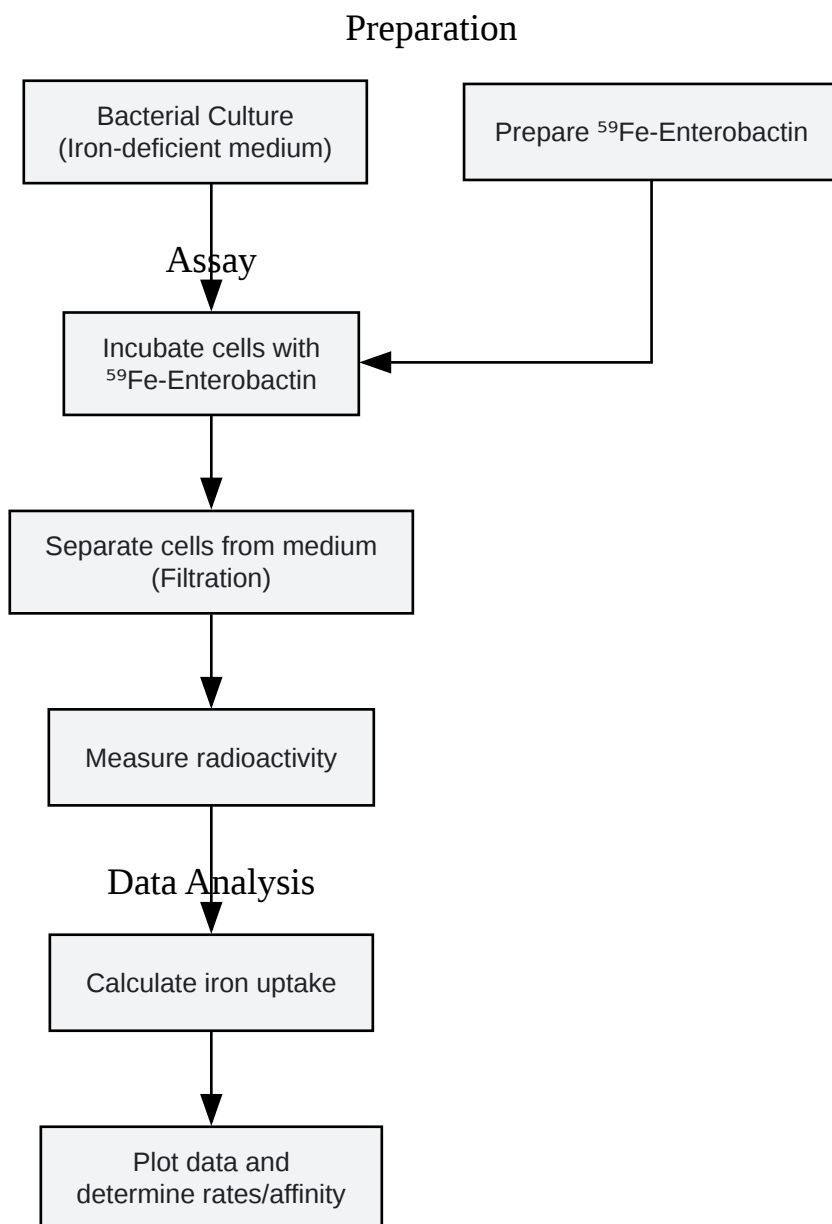 Preparation
Bacterial Culture
(Iron-deficient medium)
Prepare ⁵⁹Fe-Enterobactin
Assay
Incubate cells with
⁵⁹Fe-Enterobactin
Separate cells from medium
(Filtration)
Measure radioactivity
Data Analysis
Calculate iron uptake
Plot data and
determine rates/affinity